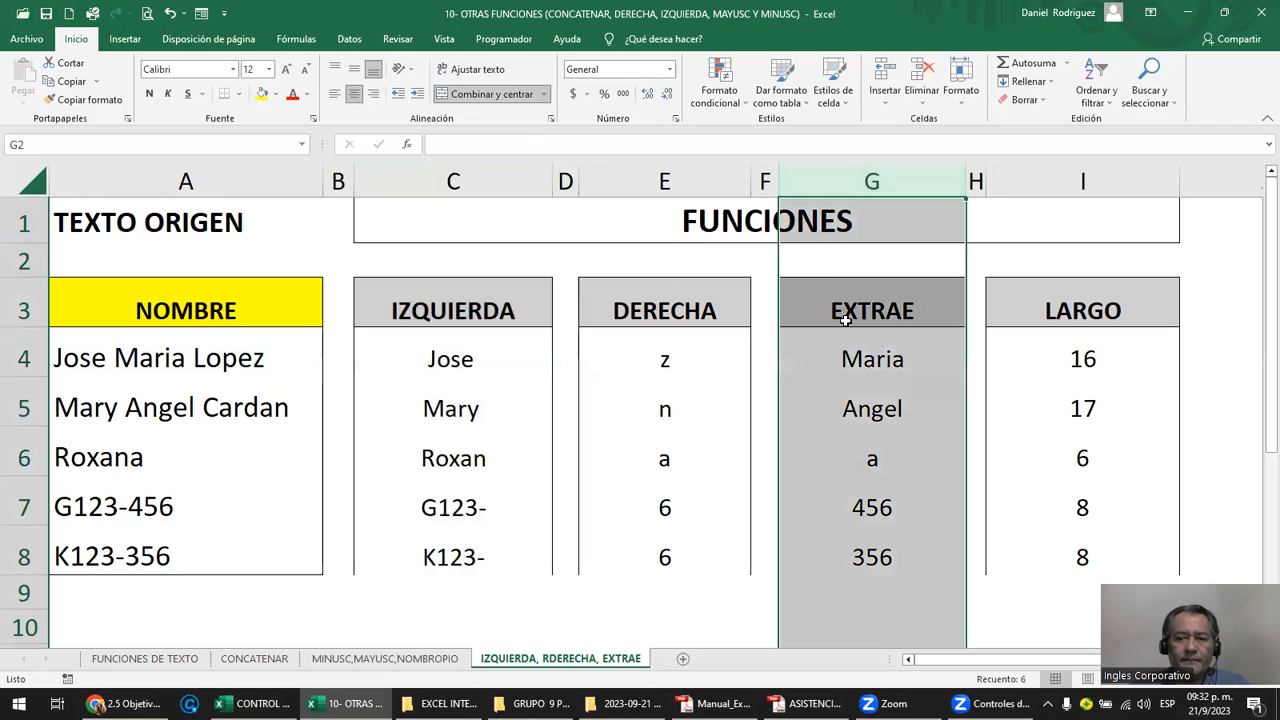 10- OTRAS FUNCIONES (CONCATENAR, DERECHA, IZQUIERDA, MAYUSC Y MINUSC) - Excel
Daniel Rodriguez
Archivo Inicio Insertar Disposición de página Fórmulas Datos Revisar Vista Programador Ayuda ¿Qué desea hacer? Compartir
Pegar
Cortar
Copiar
Copiar formato
Portapapeles
Calibri 12
N K S
Fuente
Ajustar texto
Combinar y centrar
Alineación
General
$ % 000
Número
Formato condicional
Dar formato como tabla
Estilos de celda
Estilos
Insertar Eliminar Formato
Celdas
Autosuma
Rellenar
Borrar
Ordenar y filtrar
Buscar y seleccionar
Edición
G2 fx
A B C D E F G H I
1 TEXTO ORIGEN FUNCIONES
2
3 NOMBRE IZQUIERDA DERECHA EXTRAE LARGO
4 Jose Maria Lopez Jose z Maria 16
5 Mary Angel Cardan Mary n Angel 17
6 Roxana Roxan a a 6
7 G123-456 G123- 6 456 8
8 K123-356 K123- 6 356 8
9
10
Ingles Corporativo
FUNCIONES DE TEXTO CONCATENAR MINUSC,MAYUSC,NOMBROPIO IZQUIERDA, RDERECHA, EXTRAE
Listo Recuento: 6
2.5 Objetiv... CONTROL ... 10- OTRAS ... EXCEL INTE... GRUPO 9 P... 2023-09-21 ... Manual_Ex... ASISTENCI... Zoom Controles d... ESP 09:32 p. m.
21/9/2023